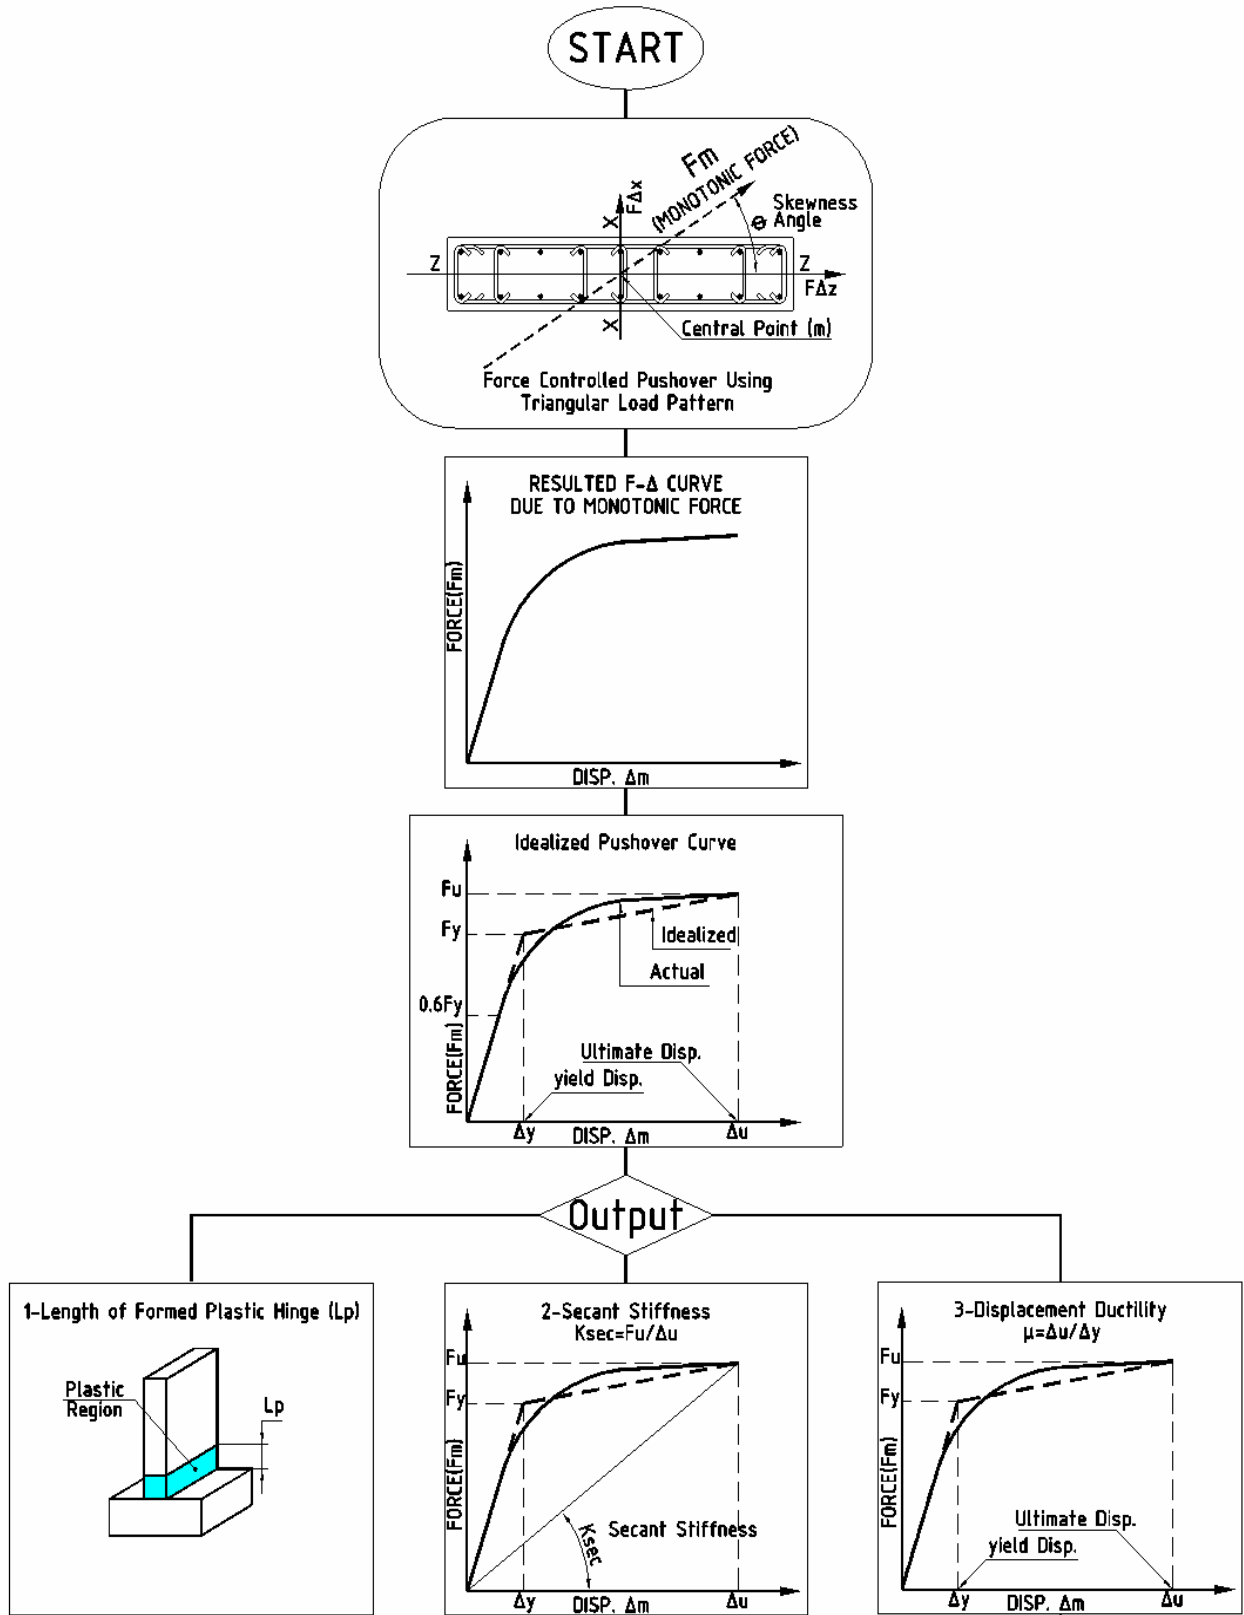 START
Fm
(MONOTONIC FORCE)
FΔx
X
Skewness
Angle
Θ
Z
Z
FΔz
X
Central Point (m)
Force Controlled Pushover Using
Triangular Load Pattern
RESULTED F-Δ CURVE
DUE TO MONOTONIC FORCE
FORCE(Fm)
DISP. Δm
Idealized Pushover Curve
Fu
Fy
Idealized
Actual
0.6Fy
FORCE(Fm)
Ultimate Disp.
yield Disp.
Δy
DISP. Δm
Δu
Output
1-Length of Formed Plastic Hinge (Lp)
Plastic
Region
Lp
2-Secant Stiffness
Ksec=Fu/Δu
Fu
Fy
FORCE(Fm)
Ksec
Secant Stiffness
Δy
DISP. Δm
Δu
3-Displacement Ductility
μ=Δu/Δy
Fu
Fy
FORCE(Fm)
Ultimate Disp.
yield Disp.
Δy
DISP. Δm
Δu